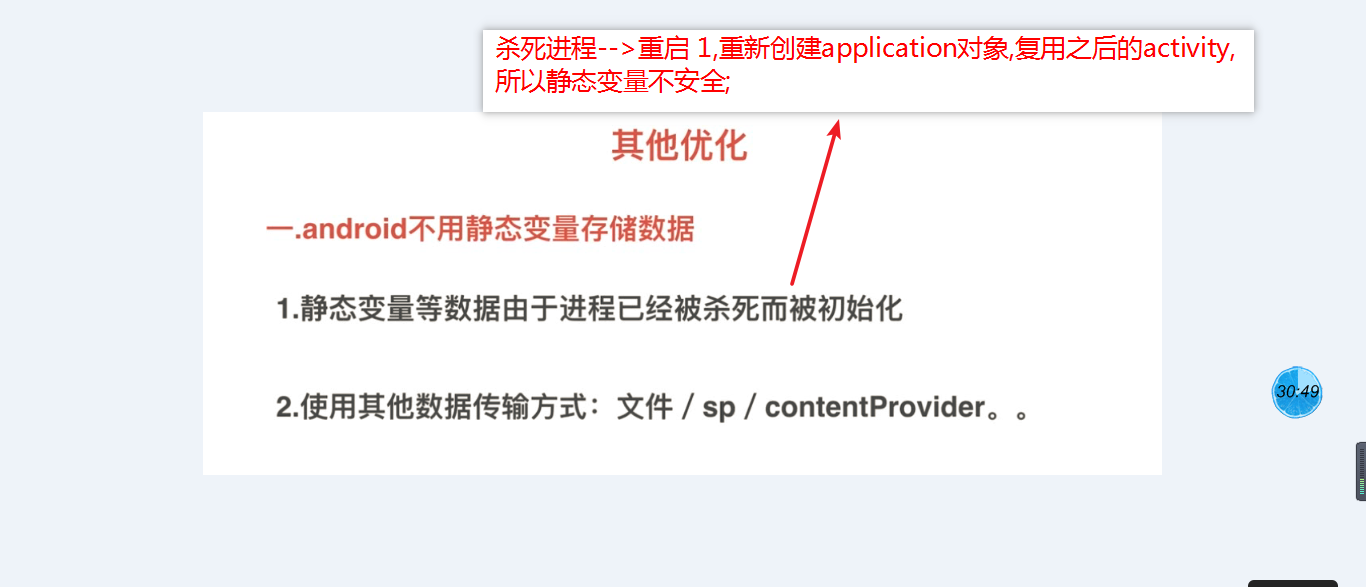 杀死进程-->重启 1,重新创建application对象,复用之后的activity,
所以静态变量不安全;
其他优化
一.android不用静态变量存储数据
1.静态变量等数据由于进程已经被杀死而被初始化
2.使用其他数据传输方式：文件／sp／contentProvider。。
30:49